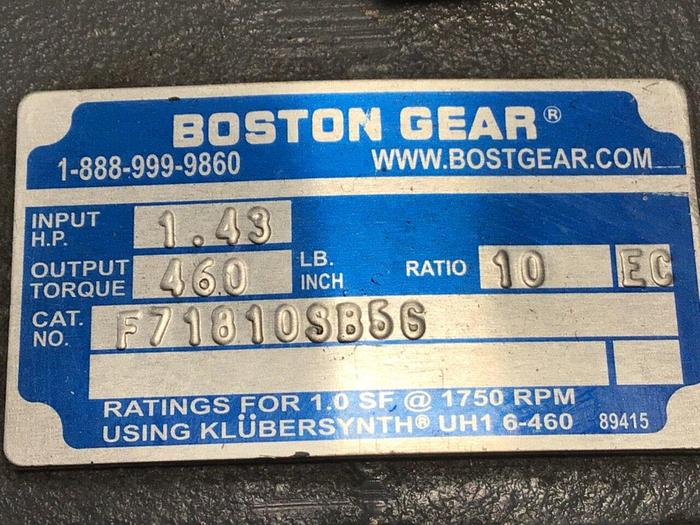 BOSTON GEAR®
1-888-999-9860 WWW.BOSTGEAR.COM
INPUT H.P. 1.43
OUTPUT TORQUE 460 LB. INCH RATIO 10 EC
CAT. NO. F71810SB5G
RATINGS FOR 1.0 SF @ 1750 RPM
USING KLÜBERSYNTH® UH1 6-460 89415